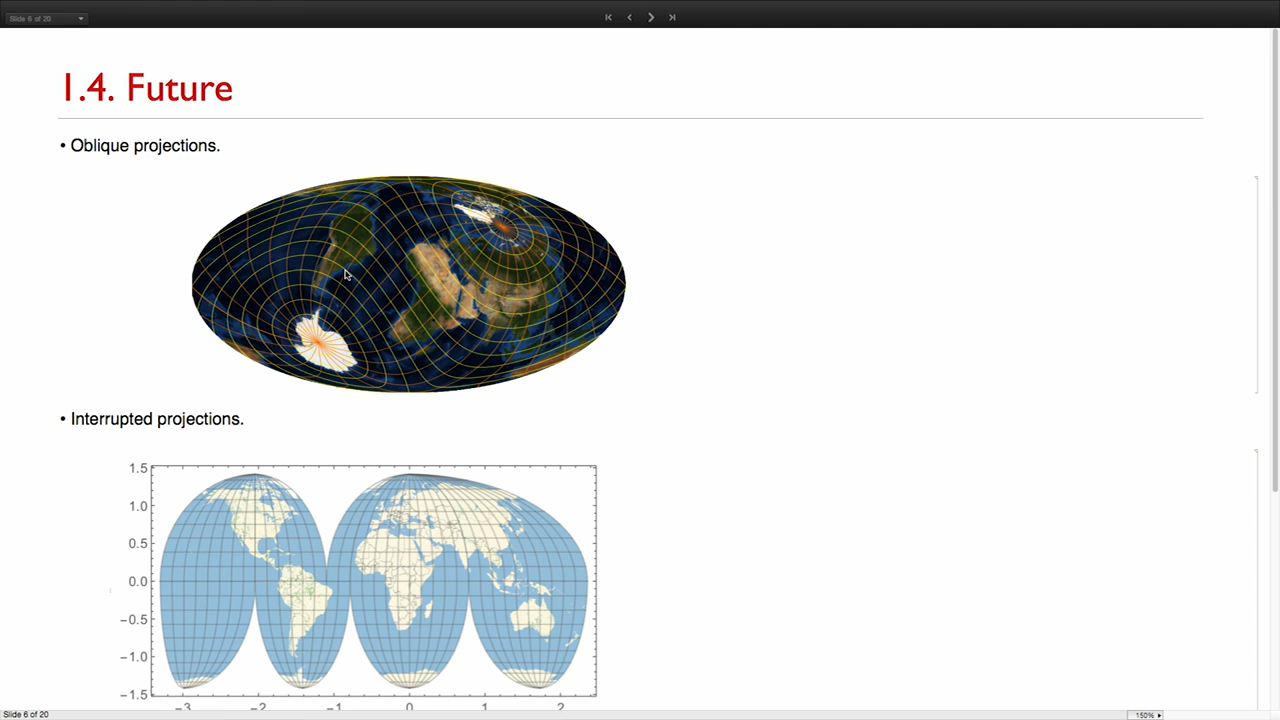 Slide 6 of 20
1.4. Future
• Oblique projections.
• Interrupted projections.
1.5
1.0
0.5
0.0
−0.5
−1.0
−1.5
−3 −2 −1 0 1 2
Slide 6 of 20 150%